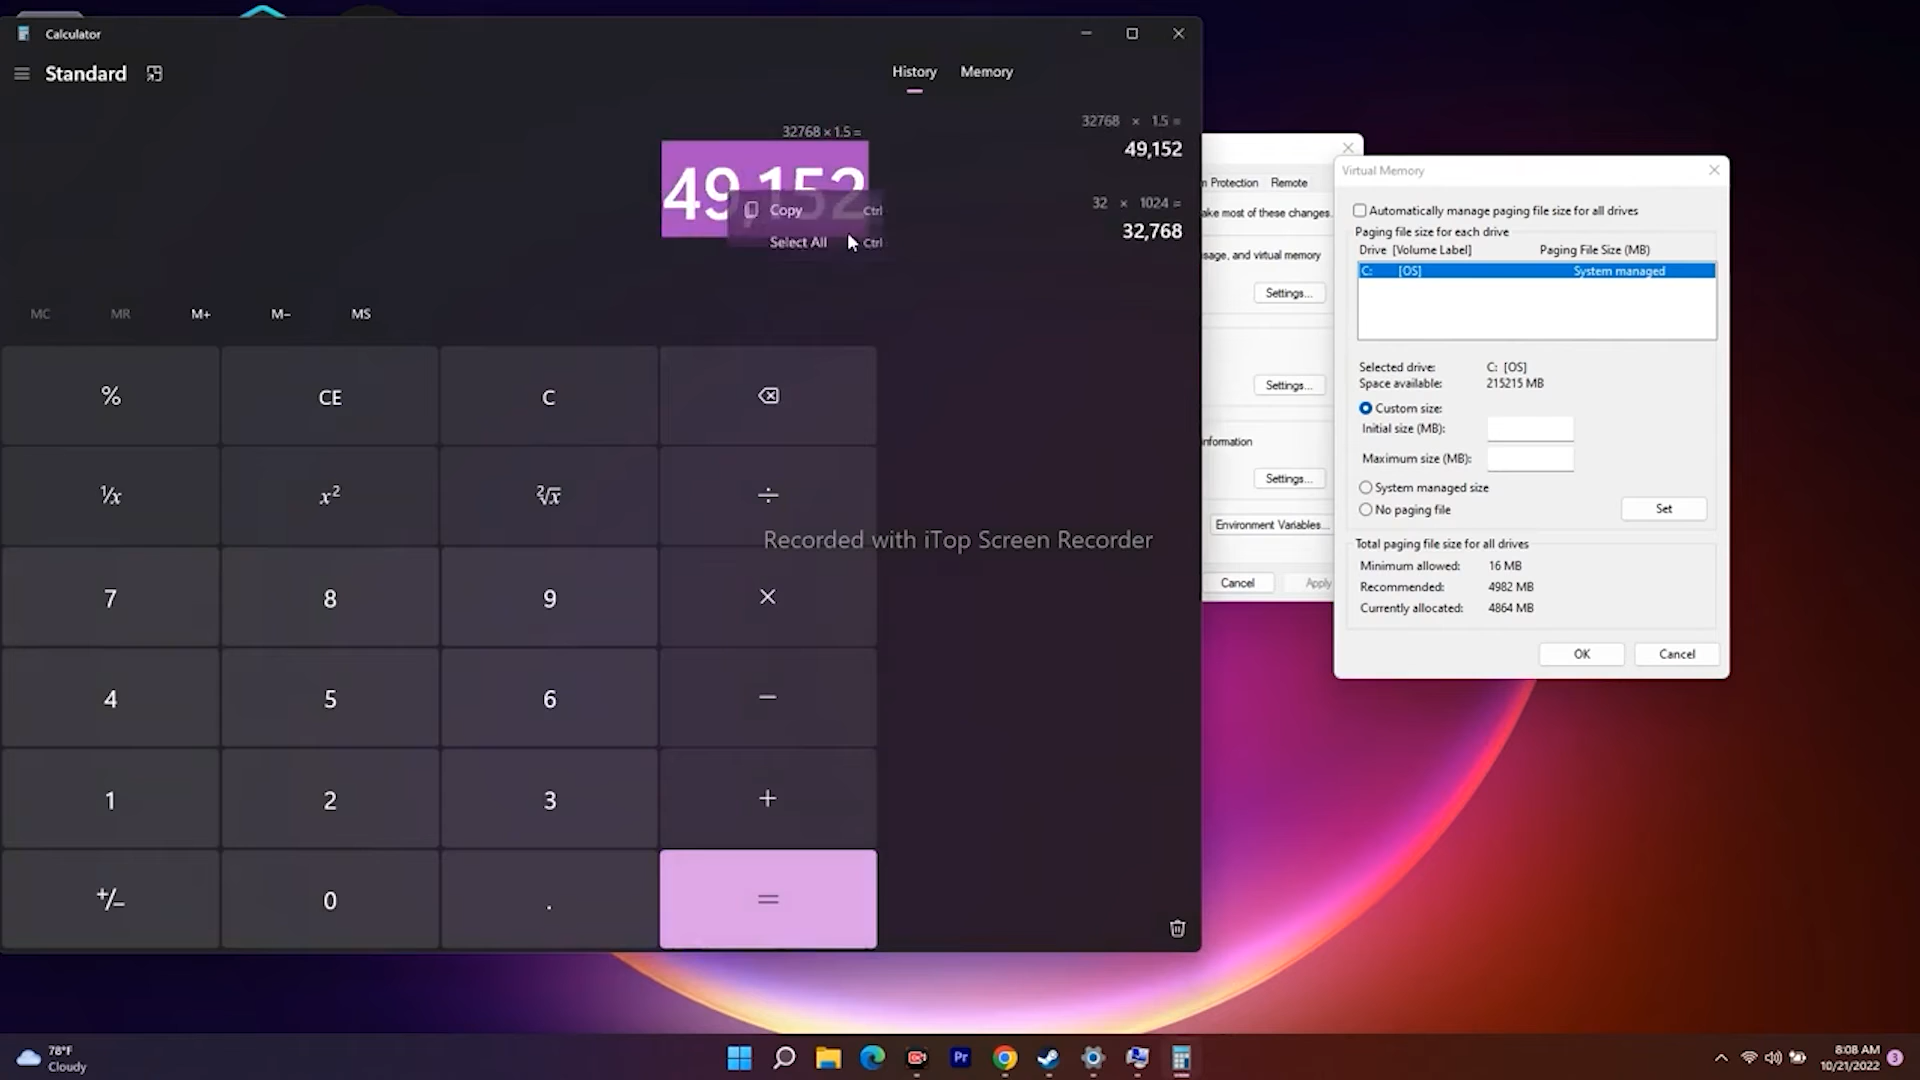 Calculator
Standard
History
Memory
32768 × 1.5 =
49,152
Copy
Ctrl
Select All
Ctrl
32768 × 1.5 =
49,152
32 × 1024 =
32,768
MC
MR
M+
M−
MS
%
CE
C
¹/x
x²
²√x
÷
7
8
9
×
4
5
6
−
1
2
3
+
+/−
0
.
=
Recorded with iTop Screen Recorder
Protection
Remote
ake most of these changes.
sage, and virtual memory
Settings...
Settings...
nformation
Settings...
Environment Variables...
Cancel
Apply
Virtual Memory
Automatically manage paging file size for all drives
Paging file size for each drive
Drive [Volume Label]
Paging File Size (MB)
C: [OS]
System managed
Selected drive:
C: [OS]
Space available:
215215 MB
Custom size:
Initial size (MB):
Maximum size (MB):
System managed size
No paging file
Set
Total paging file size for all drives
Minimum allowed:
16 MB
Recommended:
4982 MB
Currently allocated:
4864 MB
OK
Cancel
78°F
Cloudy
Pr
8:08 AM
10/21/2022
3